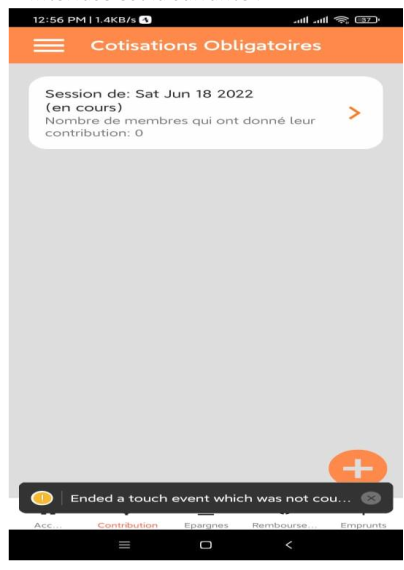 12:56 PM | 1.4KB/s
37
Cotisations Obligatoires
Session de: Sat Jun 18 2022
(en cours)
Nombre de membres qui ont donné leur
contribution: 0
Ended a touch event which was not cou...
Acc... Contribution Epargnes Rembourse... Emprunts